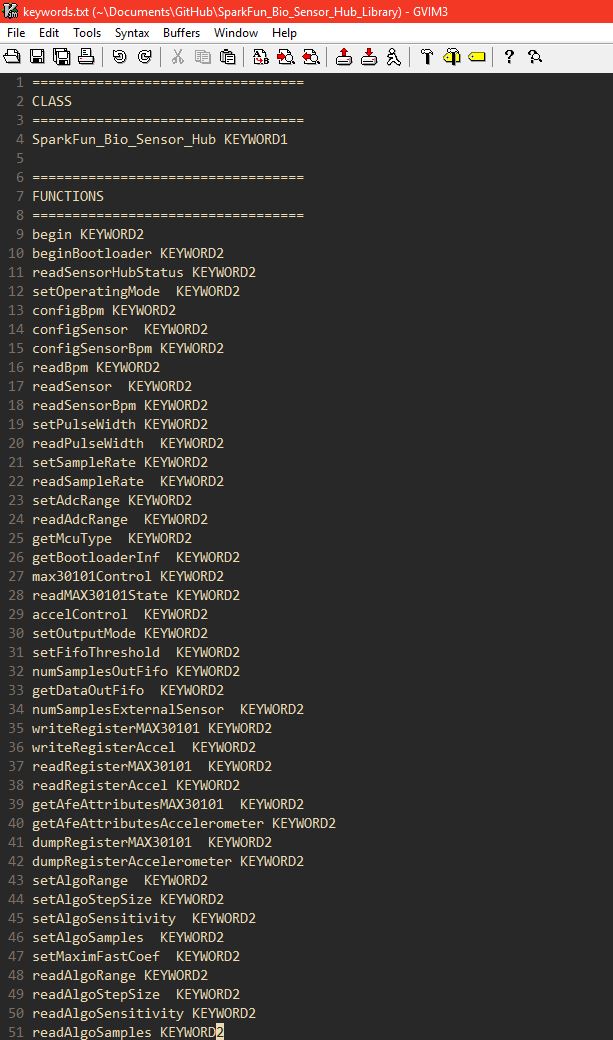 keywords.txt (~\Documents\GitHub\SparkFun_Bio_Sensor_Hub_Library) - GVIM3
File Edit Tools Syntax Buffers Window Help
1 ==================================
2 CLASS
3 ==================================
4 SparkFun_Bio_Sensor_Hub KEYWORD1
5
6 ==================================
7 FUNCTIONS
8 ==================================
9 begin KEYWORD2
10 beginBootloader KEYWORD2
11 readSensorHubStatus KEYWORD2
12 setOperatingMode  KEYWORD2
13 configBpm KEYWORD2
14 configSensor  KEYWORD2
15 configSensorBpm KEYWORD2
16 readBpm KEYWORD2
17 readSensor  KEYWORD2
18 readSensorBpm KEYWORD2
19 setPulseWidth KEYWORD2
20 readPulseWidth  KEYWORD2
21 setSampleRate KEYWORD2
22 readSampleRate  KEYWORD2
23 setAdcRange KEYWORD2
24 readAdcRange  KEYWORD2
25 getMcuType  KEYWORD2
26 getBootloaderInf  KEYWORD2
27 max30101Control KEYWORD2
28 readMAX30101State KEYWORD2
29 accelControl  KEYWORD2
30 setOutputMode KEYWORD2
31 setFifoThreshold  KEYWORD2
32 numSamplesOutFifo KEYWORD2
33 getDataOutFifo  KEYWORD2
34 numSamplesExternalSensor  KEYWORD2
35 writeRegisterMAX30101 KEYWORD2
36 writeRegisterAccel  KEYWORD2
37 readRegisterMAX30101  KEYWORD2
38 readRegisterAccel KEYWORD2
39 getAfeAttributesMAX30101  KEYWORD2
40 getAfeAttributesAccelerometer KEYWORD2
41 dumpRegisterMAX30101  KEYWORD2
42 dumpRegisterAccelerometer KEYWORD2
43 setAlgoRange  KEYWORD2
44 setAlgoStepSize KEYWORD2
45 setAlgoSensitivity  KEYWORD2
46 setAlgoSamples  KEYWORD2
47 setMaximFastCoef  KEYWORD2
48 readAlgoRange KEYWORD2
49 readAlgoStepSize  KEYWORD2
50 readAlgoSensitivity KEYWORD2
51 readAlgoSamples KEYWORD2